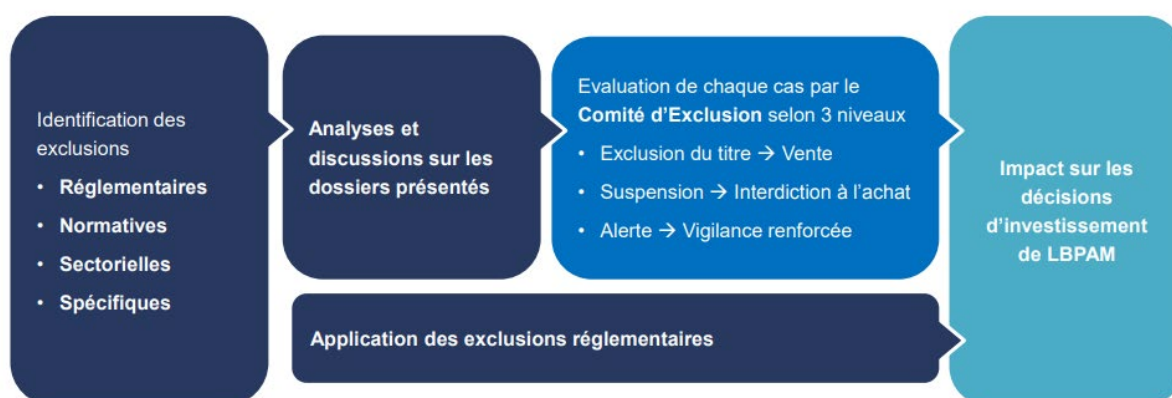 Identification des
exclusions
• Réglementaires
• Normatives
• Sectorielles
• Spécifiques
Analyses et
discussions sur les
dossiers présentés
Evaluation de chaque cas par le
Comité d’Exclusion selon 3 niveaux
• Exclusion du titre → Vente
• Suspension → Interdiction à l’achat
• Alerte → Vigilance renforcée
Application des exclusions réglementaires
Impact sur les
décisions
d’investissement
de LBPAM